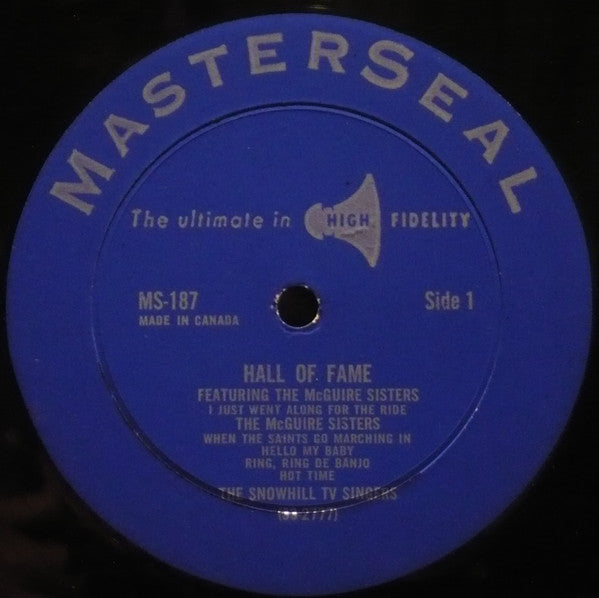 MASTERSEAL
The ultimate in HIGH FIDELITY
MS-187 Side 1
MADE IN CANADA
HALL OF FAME
FEATURING THE McGUIRE SISTERS
I JUST WENT ALONG FOR THE RIDE
THE McGUIRE SISTERS
WHEN THE SAINTS GO MARCHING IN
HELLO MY BABY
RING, RING DE BANJO
HOT TIME
THE SNOWHILL TV SINGERS